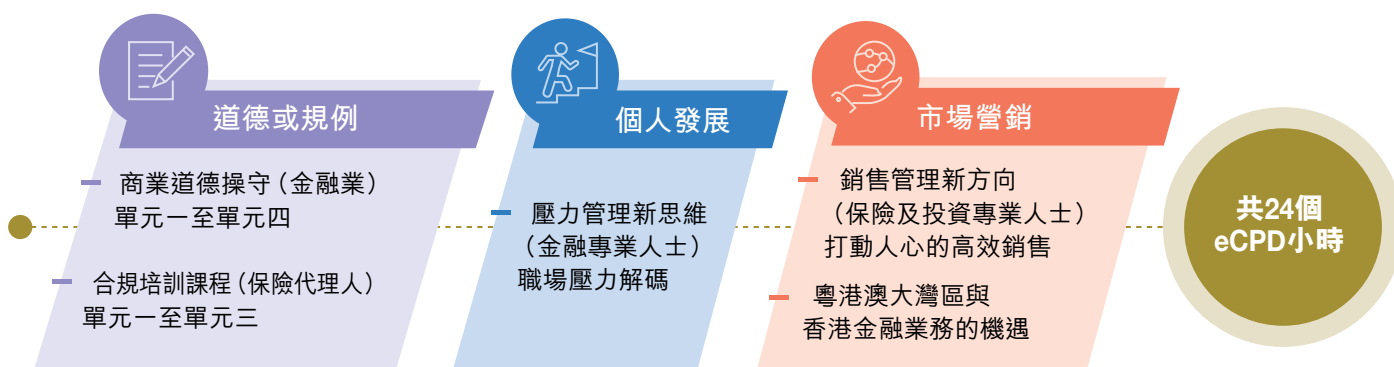 道德或規例
商業道德操守（金融業）
單元一至單元四
合規培訓課程（保險代理人）
單元一至單元三
個人發展
壓力管理新思維
（金融專業人士）
職場壓力解碼
市場營銷
銷售管理新方向
（保險及投資專業人士）
打動人心的高效銷售
粵港澳大灣區與
香港金融業務的機遇
共24個
eCPD小時